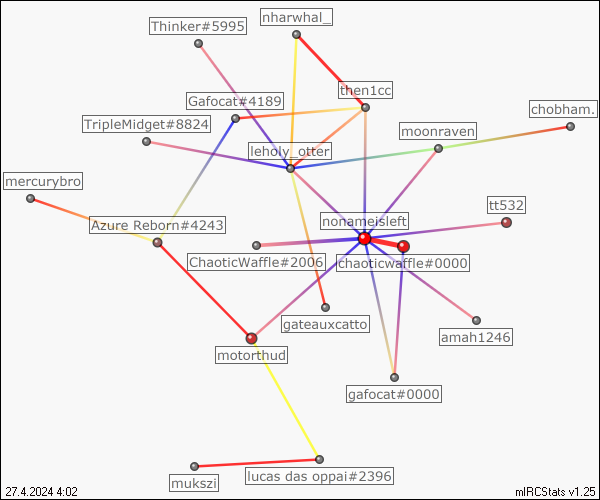 nharwhal_
Thinker#5995
then1cc
Gafocat#4189
chobham.
TripleMidget#8824
moonraven
leholy_otter
mercurybro
tt532
nonameisleft
Azure Reborn#4243
ChaoticWaffle#2006
chaoticwaffle#0000
gateauxcatto
amah1246
motorthud
gafocat#0000
lucas das oppai#2396
mukszi
27.4.2024 4:02
mIRCStats v1.25